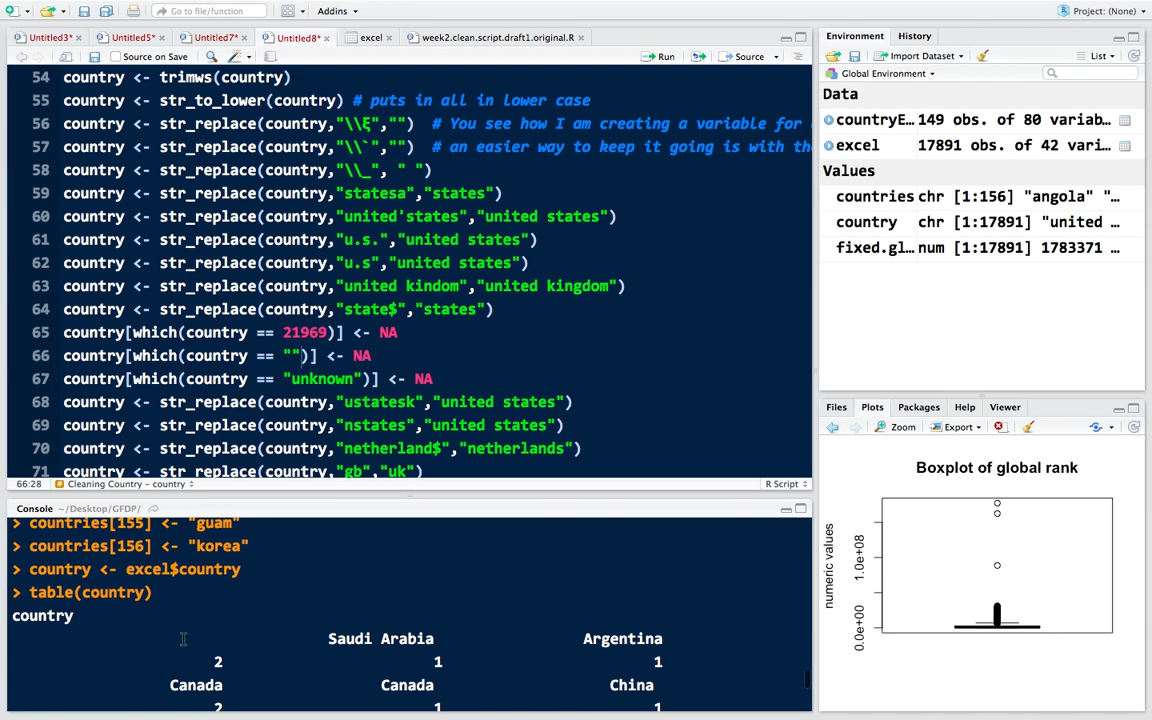 Go to file/function
Addins
Project: (None)
Untitled3*
Untitled5*
Untitled7*
Untitled8*
excel
week2.clean.script.draft1.original.R
Source on Save
Run
Source
54 country <- trimws(country)
55 country <- str_to_lower(country) # puts in all in lower case
56 country <- str_replace(country,"\\ξ","") # You see how I am creating a variable for
57 country <- str_replace(country,"\\`","") # an easier way to keep it going is with th
58 country <- str_replace(country,"\\_", " ")
59 country <- str_replace(country,"statesa","states")
60 country <- str_replace(country,"united'states","united states")
61 country <- str_replace(country,"u.s.","united states")
62 country <- str_replace(country,"u.s","united states")
63 country <- str_replace(country,"united kindom","united kingdom")
64 country <- str_replace(country,"state$","states")
65 country[which(country == 21969)] <- NA
66 country[which(country == "")] <- NA
67 country[which(country == "unknown")] <- NA
68 country <- str_replace(country,"ustatesk","united states")
69 country <- str_replace(country,"nstates","united states")
70 country <- str_replace(country,"netherland$","netherlands")
71 country <- str_replace(country,"gb","uk")
66:28 Cleaning Country - country R Script
Console ~/Desktop/GFDP/
> countries[155] <- "guam"
> countries[156] <- "korea"
> country <- excel$country
> table(country)
country
Saudi Arabia Argentina
2 1 1
Canada Canada China
2 1 1
Environment History
Import Dataset List
Global Environment
Data
countryE… 149 obs. of 80 variab…
excel 17891 obs. of 42 vari…
Values
countries chr [1:156] "angola" "…
country chr [1:17891] "united …
fixed.gl… num [1:17891] 1783371 …
Files Plots Packages Help Viewer
Zoom Export
Boxplot of global rank
numeric values
1.0e+08
0.0e+00